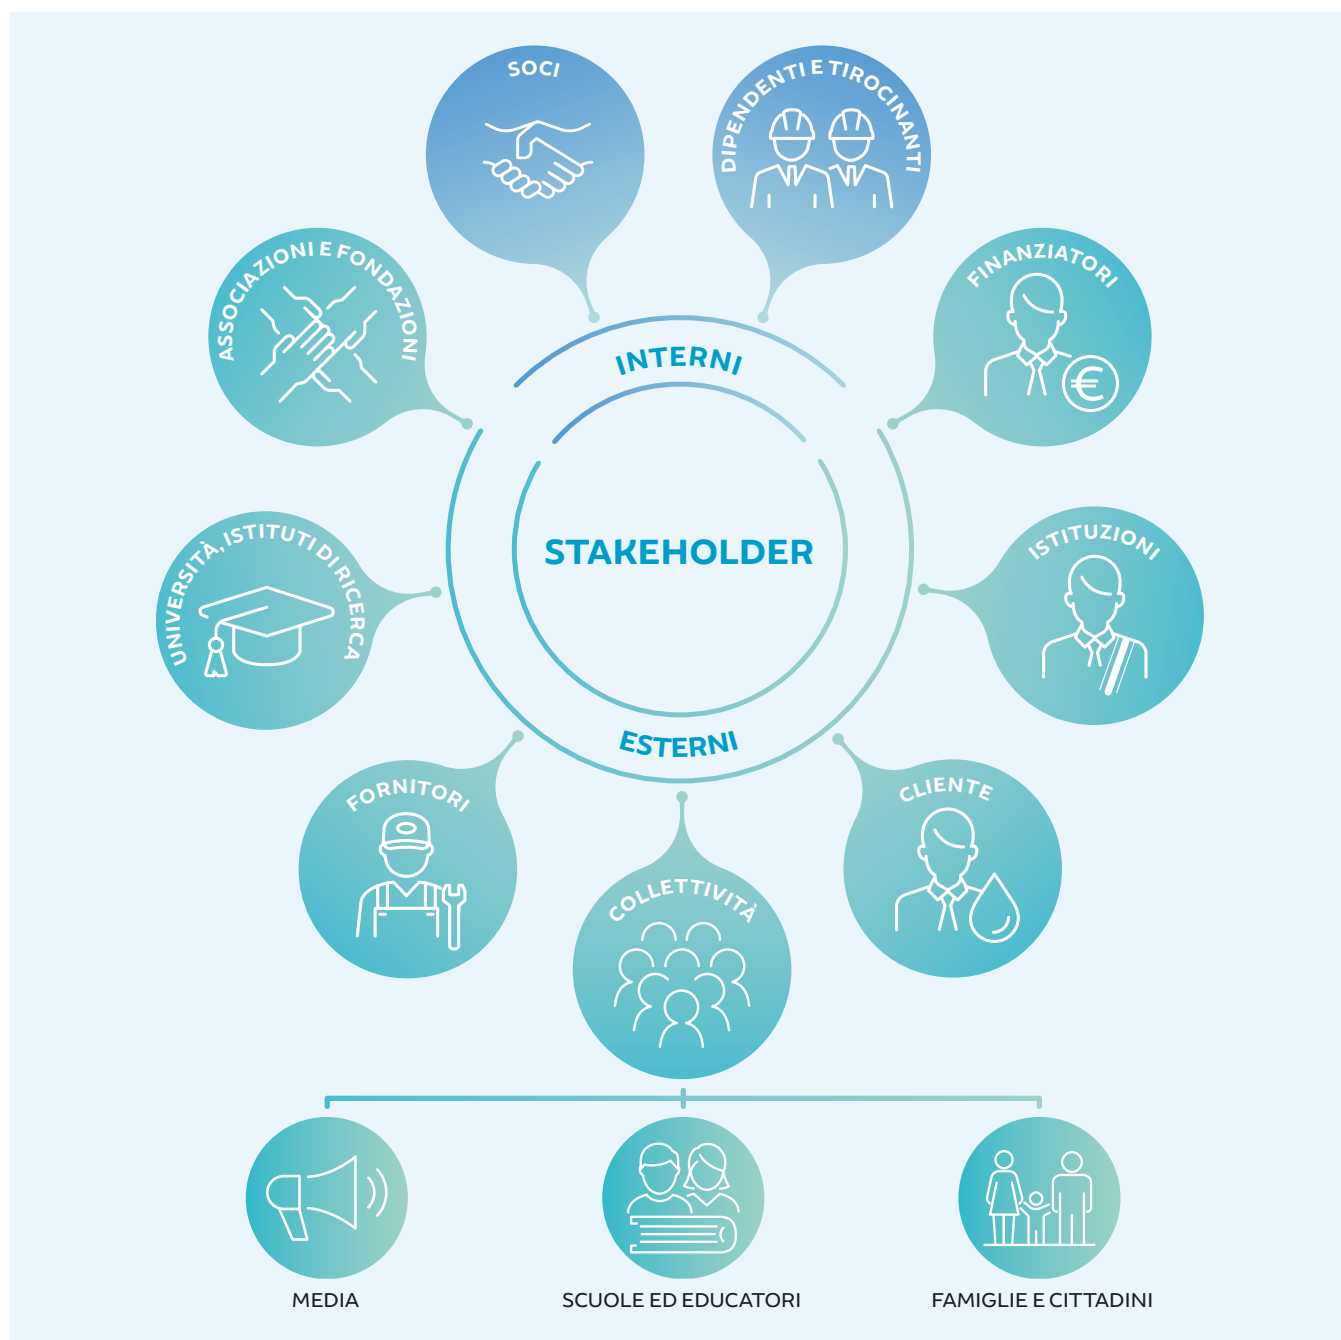 SOCI
DIPENDENTI E TIROCINANTI
ASSOCIAZIONI E FONDAZIONI
FINANZIATORI
INTERNI
UNIVERSITÀ, ISTITUTI DI RICERCA
STAKEHOLDER
ISTITUZIONI
ESTERNI
FORNITORI
CLIENTE
COLLETTIVITÀ
€
MEDIA
SCUOLE ED EDUCATORI
FAMIGLIE E CITTADINI